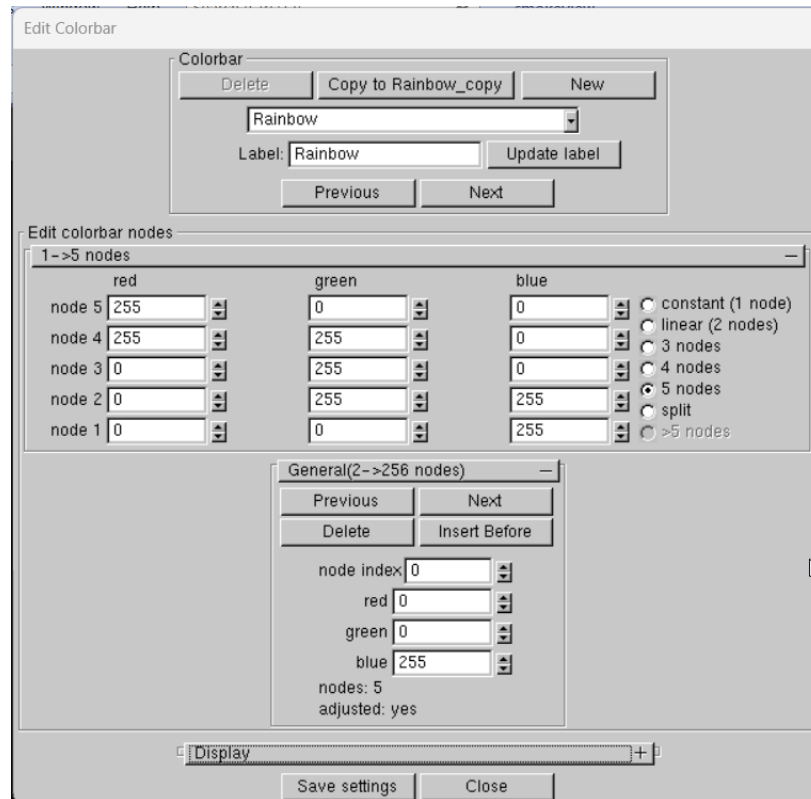 Edit Colorbar
Colorbar
Delete Copy to Rainbow_copy New
Rainbow
Label: Rainbow Update label
Previous Next
Edit colorbar nodes
1->5 nodes
red green blue
node 5 255 0 0 constant (1 node)
linear (2 nodes)
node 4 255 255 0
3 nodes
node 3 0 255 0 4 nodes
5 nodes
node 2 0 255 255
split
node 1 0 0 255 >5 nodes
General(2->256 nodes)
Previous Next
Delete Insert Before
node index 0
red 0
green 0
blue 255
nodes: 5
adjusted: yes
Display
Save settings Close